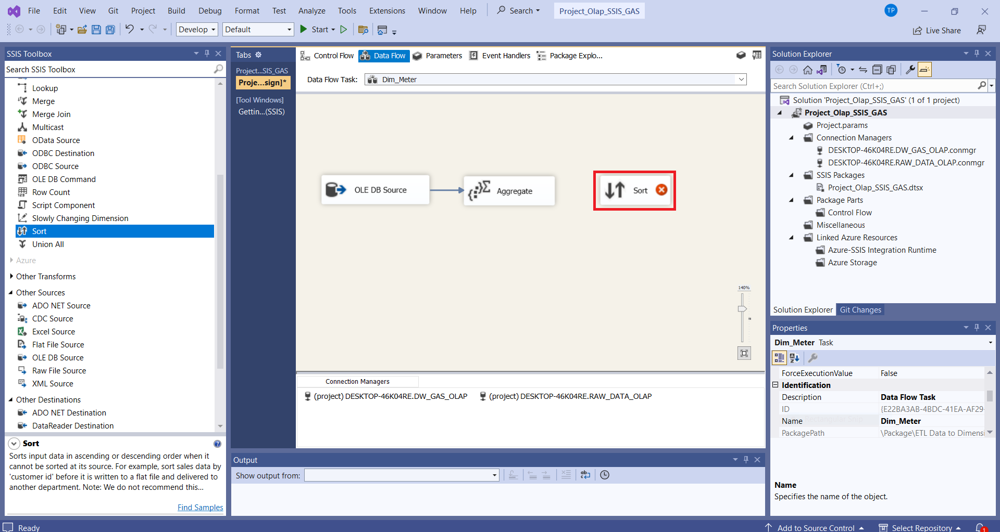 File Edit View Git Project Build Debug Format Test Analyze Tools Extensions Window Help Search Project_Olap_SSIS_GAS TP
Develop Default Start Live Share
SSIS Toolbox
Search SSIS Toolbox
Lookup
Merge
Merge Join
Multicast
OData Source
ODBC Destination
ODBC Source
OLE DB Command
Row Count
Script Component
Slowly Changing Dimension
Sort
Union All
Azure
Other Transforms
Other Sources
ADO NET Source
CDC Source
Excel Source
Flat File Source
OLE DB Source
Raw File Source
XML Source
Other Destinations
ADO NET Destination
DataReader Destination
Sort
Sorts input data in ascending or descending order when it
cannot be sorted at its source. For example, sort sales data by
'customer id' before it is written to a flat file and delivered to
another department. Note: We do not recommend this...
Find Samples
Tabs
Project...SIS_GAS
Proje...sign]*
[Tool Windows]
Gettin...(SSIS)
Control Flow Data Flow Parameters Event Handlers Package Explo...
Data Flow Task: Dim_Meter
OLE DB Source
Aggregate
Sort
140%
Connection Managers
(project) DESKTOP-46K04RE.DW_GAS_OLAP (project) DESKTOP-46K04RE.RAW_DATA_OLAP
Output
Show output from:
Solution Explorer
Search Solution Explorer (Ctrl+;)
Solution 'Project_Olap_SSIS_GAS' (1 of 1 project)
Project_Olap_SSIS_GAS
Project.params
Connection Managers
DESKTOP-46K04RE.DW_GAS_OLAP.conmgr
DESKTOP-46K04RE.RAW_DATA_OLAP.conmgr
SSIS Packages
Project_Olap_SSIS_GAS.dtsx
Package Parts
Control Flow
Miscellaneous
Linked Azure Resources
Azure-SSIS Integration Runtime
Azure Storage
Solution Explorer Git Changes
Properties
Dim_Meter Task
ForceExecutionValue False
Identification
Description Data Flow Task
ID {E22BA3AB-4BDC-41EA-AF29-
Name Dim_Meter
PackagePath \Package\ETL Data to Dimensi
Name
Specifies the name of the object.
Ready Add to Source Control Select Repository 1